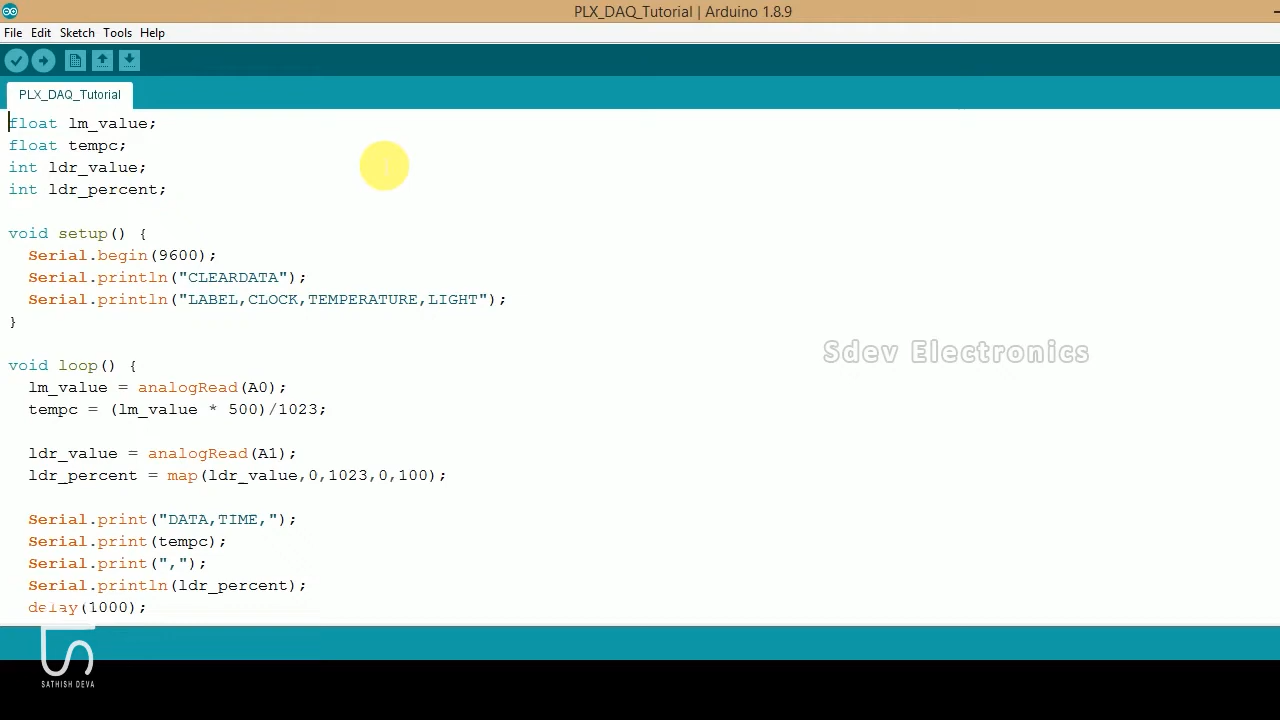 PLX_DAQ_Tutorial | Arduino 1.8.9
File Edit Sketch Tools Help
PLX_DAQ_Tutorial
float lm_value;
float tempc;
int ldr_value;
int ldr_percent;
void setup() {
  Serial.begin(9600);
  Serial.println("CLEARDATA");
  Serial.println("LABEL,CLOCK,TEMPERATURE,LIGHT");
}
Sdev Electronics
void loop() {
  lm_value = analogRead(A0);
  tempc = (lm_value * 500)/1023;
  ldr_value = analogRead(A1);
  ldr_percent = map(ldr_value,0,1023,0,100);
  Serial.print("DATA,TIME,");
  Serial.print(tempc);
  Serial.print(",");
  Serial.println(ldr_percent);
  delay(1000);
SATHISH DEVA